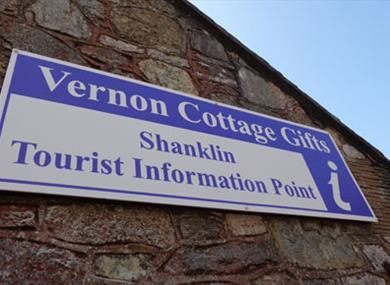 Vernon Cottage Gifts
Shanklin
Tourist Information Point
i